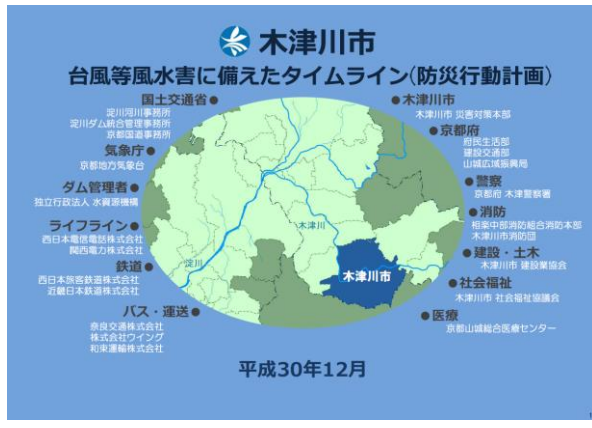 木津川市
台風等風水害に備えたタイムライン(防災行動計画)
国土交通省
淀川河川事務所
淀川ダム統合管理事務所
京都国道事務所
気象庁
京都地方気象台
ダム管理者
独立行政法人 水資源機構
ライフライン
西日本電信電話株式会社
関西電力株式会社
鉄道
西日本旅客鉄道株式会社
近畿日本鉄道株式会社
バス・運送
奈良交通株式会社
株式会社ウイング
和束運輸株式会社
淀川
木津川
木津川市
木津川市
木津川市 災害対策本部
京都府
府民生活部
建設交通部
山城広域振興局
警察
京都府 木津警察署
消防
相楽中部消防組合消防本部
木津川市消防団
建設・土木
木津川市 建設業協会
社会福祉
木津川市 社会福祉協議会
医療
京都山城総合医療センター
平成30年12月